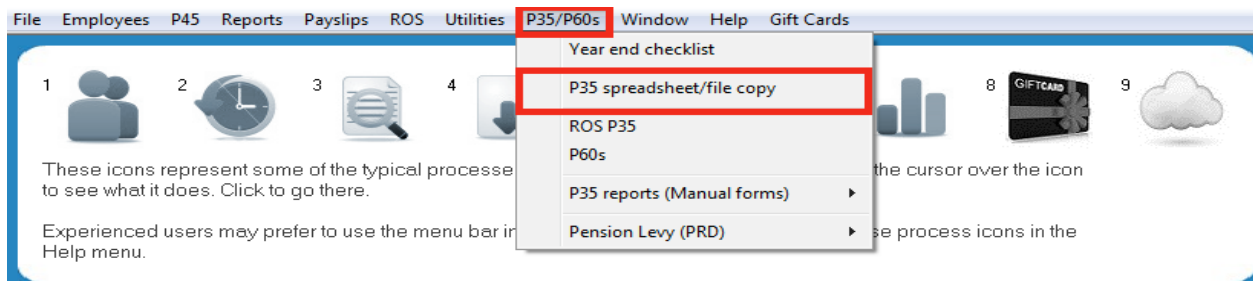 File Employees P45 Reports Payslips ROS Utilities P35/P60s Window Help Gift Cards
Year end checklist
P35 spreadsheet/file copy
ROS P35
P60s
P35 reports (Manual forms)
Pension Levy (PRD)
1 2 3 4 8 9
GIFTCARD
These icons represent some of the typical the cursor over the icon
to see what it does. Click to go there.
Experienced users may prefer to use the menu bar process icons in the
Help menu.